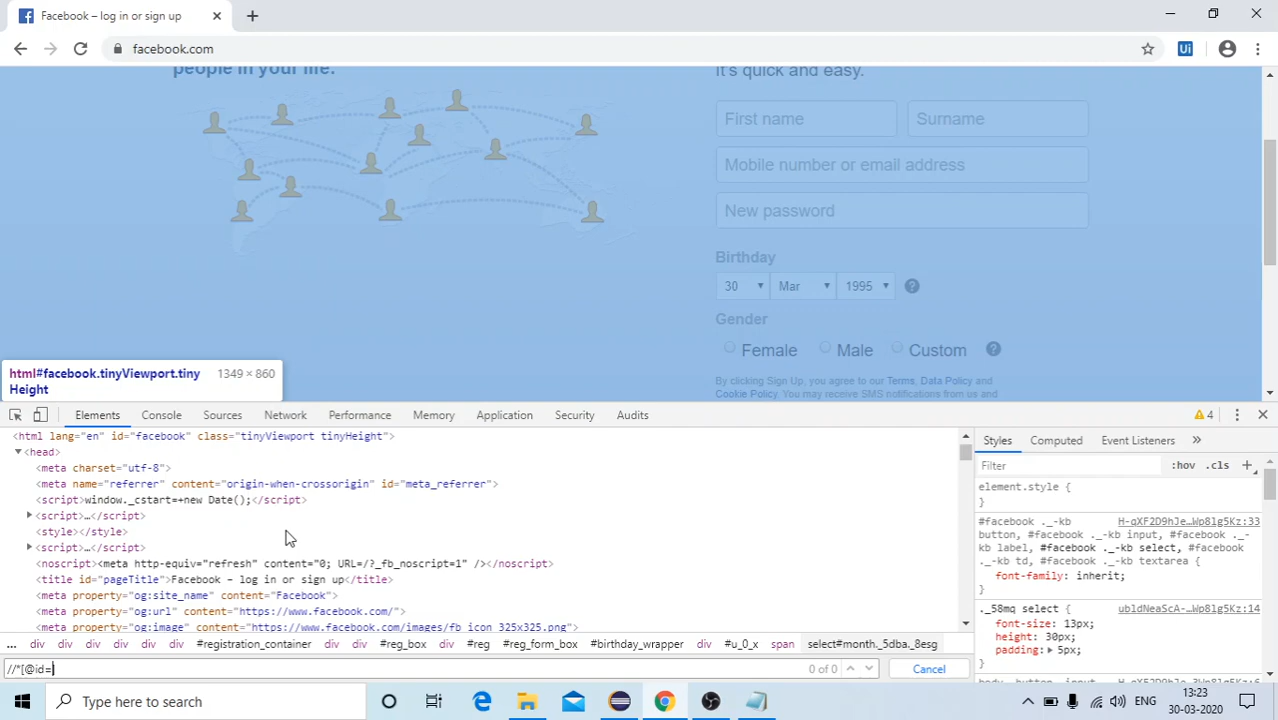 Facebook – log in or sign up
facebook.com
people in your life.
It's quick and easy.
First name
Surname
Mobile number or email address
New password
Birthday
30
Mar
1995
Gender
Female
Male
Custom
By clicking Sign Up, you agree to our Terms, Data Policy and
Cookie Policy. You may receive SMS notifications from us and
html#facebook.tinyViewport.tiny
Height
1349 × 860
Elements
Console
Sources
Network
Performance
Memory
Application
Security
Audits
4
<html lang="en" id="facebook" class="tinyViewport tinyHeight">
<head>
<meta charset="utf-8">
<meta name="referrer" content="origin-when-crossorigin" id="meta_referrer">
<script>window._cstart=+new Date();</script>
<script>…</script>
<style></style>
<script>…</script>
<noscript><meta http-equiv="refresh" content="0; URL=/?_fb_noscript=1" /></noscript>
<title id="pageTitle">Facebook – log in or sign up</title>
<meta property="og:site_name" content="Facebook">
<meta property="og:url" content="https://www.facebook.com/">
<meta property="og:image" content="https://www.facebook.com/images/fb_icon_325x325.png">
... div div div div #registration_container div #reg_box #reg #reg_form_box #birthday_wrapper div #u_0_x span select#month._5dba._8esg
//*[@id=]
0 of 0
Cancel
Styles
Computed
Event Listeners
»
Filter
:hov
.cls
+
element.style {
}
#facebook ._-kb H-qXF2D9hJe…Wp8lg5Kz:33
button, #facebook ._-kb input, #facebook ._-
kb label, #facebook ._-kb select, #facebook
._-kb td, #facebook ._-kb textarea {
font-family: inherit;
}
._58mq select { ubldNeaScA-…Wp8lg5Kz:14
font-size: 13px;
height: 30px;
padding: 5px;
}
Ui
Type here to search
ENG
13:23
30-03-2020